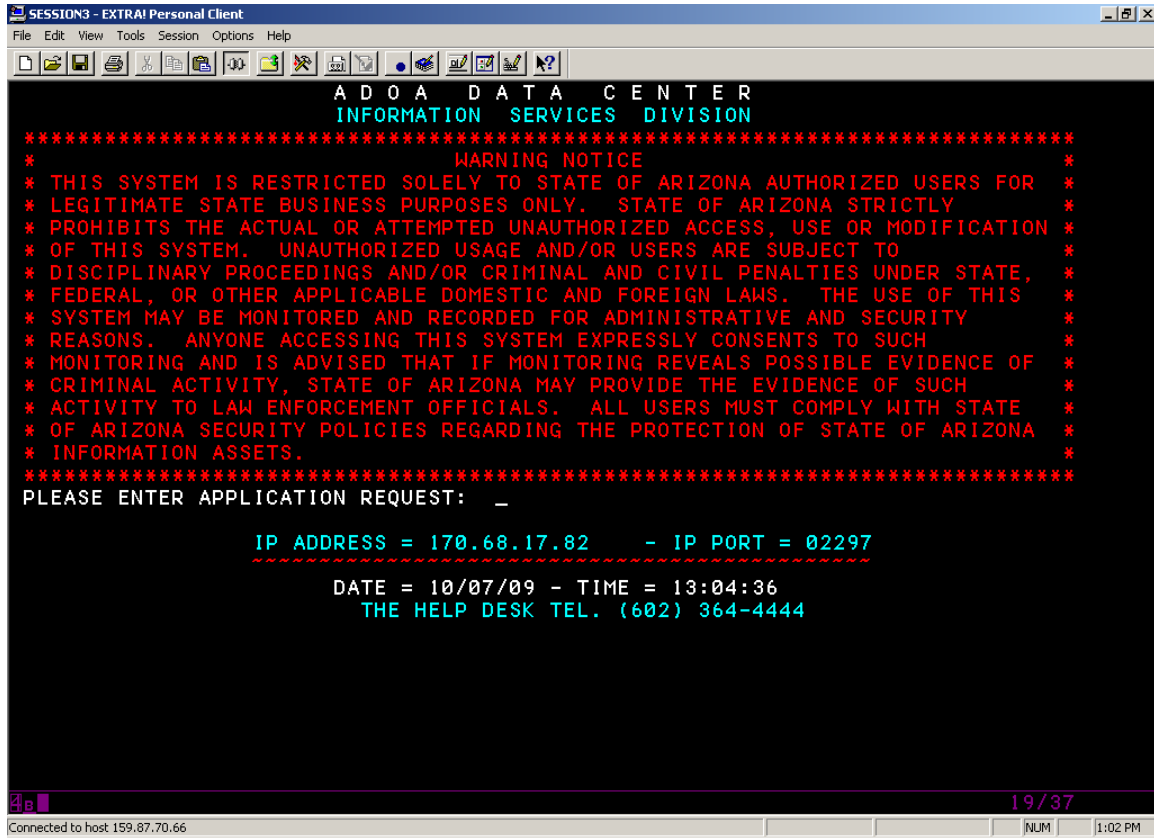 SESSION3 - EXTRA! Personal Client
File Edit View Tools Session Options Help
A D O A   D A T A   C E N T E R
INFORMATION SERVICES DIVISION
******************************************************************************
* WARNING NOTICE *
* THIS SYSTEM IS RESTRICTED SOLELY TO STATE OF ARIZONA AUTHORIZED USERS FOR *
* LEGITIMATE STATE BUSINESS PURPOSES ONLY. STATE OF ARIZONA STRICTLY *
* PROHIBITS THE ACTUAL OR ATTEMPTED UNAUTHORIZED ACCESS, USE OR MODIFICATION *
* OF THIS SYSTEM. UNAUTHORIZED USAGE AND/OR USERS ARE SUBJECT TO *
* DISCIPLINARY PROCEEDINGS AND/OR CRIMINAL AND CIVIL PENALTIES UNDER STATE, *
* FEDERAL, OR OTHER APPLICABLE DOMESTIC AND FOREIGN LAWS. THE USE OF THIS *
* SYSTEM MAY BE MONITORED AND RECORDED FOR ADMINISTRATIVE AND SECURITY *
* REASONS. ANYONE ACCESSING THIS SYSTEM EXPRESSLY CONSENTS TO SUCH *
* MONITORING AND IS ADVISED THAT IF MONITORING REVEALS POSSIBLE EVIDENCE OF *
* CRIMINAL ACTIVITY, STATE OF ARIZONA MAY PROVIDE THE EVIDENCE OF SUCH *
* ACTIVITY TO LAW ENFORCEMENT OFFICIALS. ALL USERS MUST COMPLY WITH STATE *
* OF ARIZONA SECURITY POLICIES REGARDING THE PROTECTION OF STATE OF ARIZONA *
* INFORMATION ASSETS. *
******************************************************************************
PLEASE ENTER APPLICATION REQUEST: _
IP ADDRESS = 170.68.17.82 - IP PORT = 02297
~~~~~~~~~~~~~~~~~~~~~~~~~~~~~~~~~~~~~~~~~~~~~~
DATE = 10/07/09 - TIME = 13:04:36
THE HELP DESK TEL. (602) 364-4444
4B 19/37
Connected to host 159.87.70.66 NUM 1:02 PM